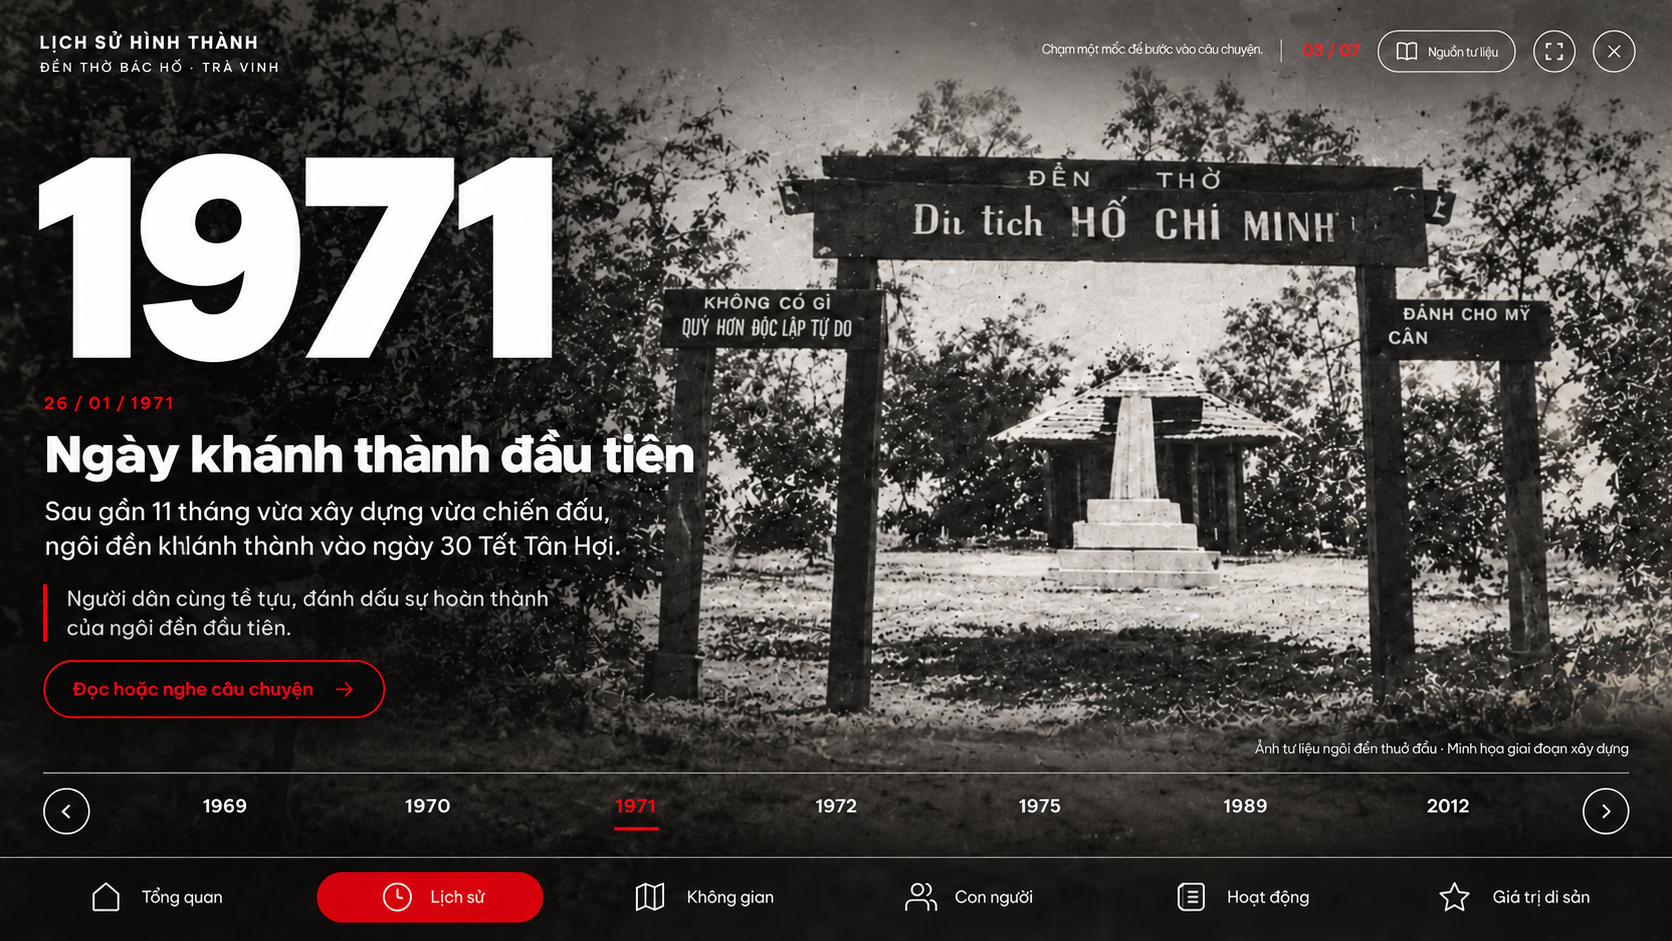 LỊCH SỬ HÌNH THÀNH
ĐỀN THỜ BÁC HỒ · TRÀ VINH
Chạm một mốc để bước vào câu chuyện.
03 / 07
Nguồn tư liệu
1971
ĐỀN THỜ
Di tích HỒ CHÍ MINH
KHÔNG CÓ GÌ
QUÝ HƠN ĐỘC LẬP TỰ DO
ĐÁNH CHO MỸ
CÂN
26 / 01 / 1971
Ngày khánh thành đầu tiên
Sau gần 11 tháng vừa xây dựng vừa chiến đấu,
ngôi đền khánh thành vào ngày 30 Tết Tân Hợi.
Người dân cùng tề tựu, đánh dấu sự hoàn thành
của ngôi đền đầu tiên.
Đọc hoặc nghe câu chuyện
Ảnh tư liệu ngôi đền thuở đầu · Minh họa giai đoạn xây dựng
1969
1970
1971
1972
1975
1989
2012
Tổng quan
Lịch sử
Không gian
Con người
Hoạt động
Giá trị di sản